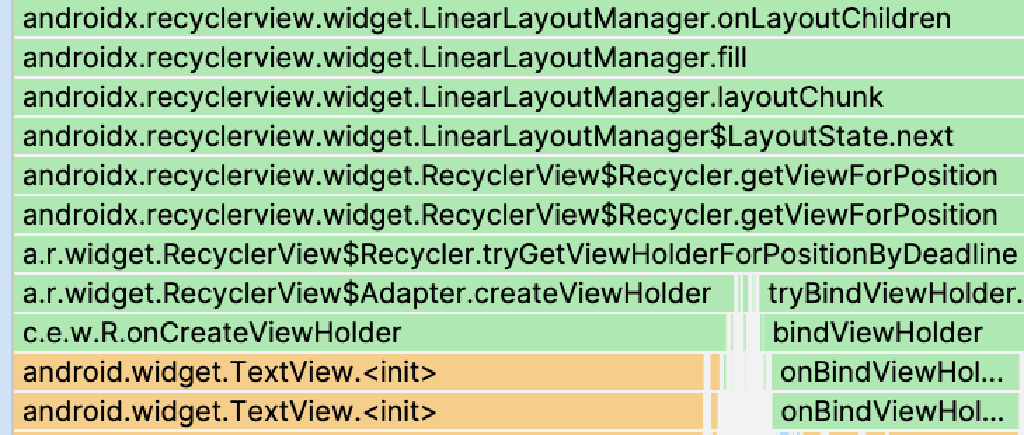 androidx.recyclerview.widget.LinearLayoutManager.onLayoutChildren
androidx.recyclerview.widget.LinearLayoutManager.fill
androidx.recyclerview.widget.LinearLayoutManager.layoutChunk
androidx.recyclerview.widget.LinearLayoutManager$LayoutState.next
androidx.recyclerview.widget.RecyclerView$Recycler.getViewForPosition
androidx.recyclerview.widget.RecyclerView$Recycler.getViewForPosition
a.r.widget.RecyclerView$Recycler.tryGetViewHolderForPositionByDeadline
a.r.widget.RecyclerView$Adapter.createViewHolder tryBindViewHolder.
c.e.w.R.onCreateViewHolder bindViewHolder
android.widget.TextView.<init> onBindViewHol...
android.widget.TextView.<init> onBindViewHol...